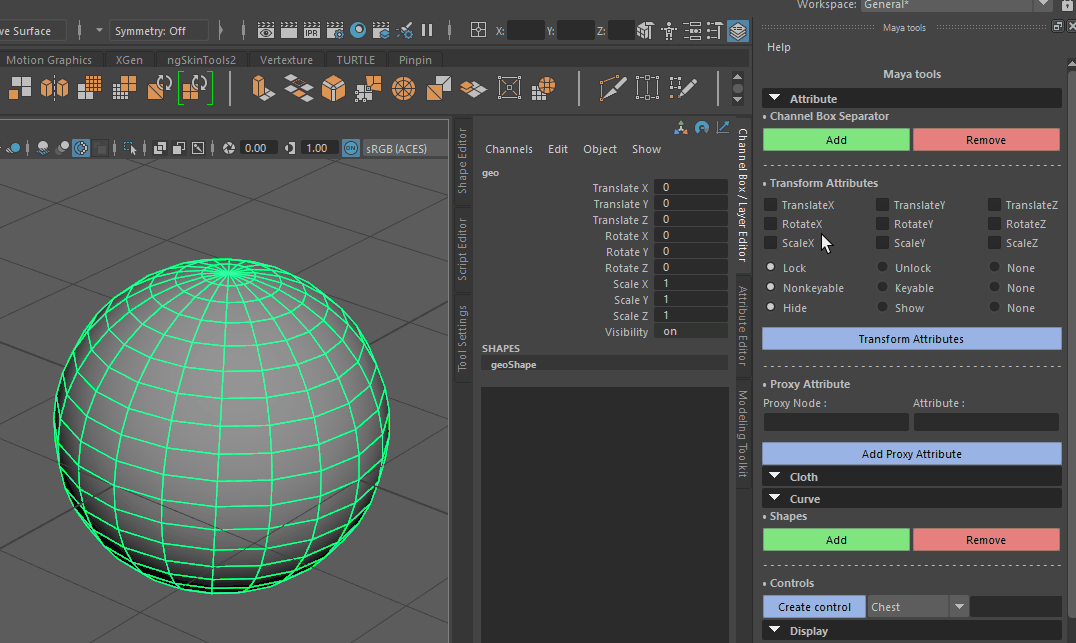 Workspace: General*
ve Surface Symmetry: Off IPR X: Y: Z:
Maya tools
Motion Graphics XGen ngSkinTools2 Vertexture TURTLE Pinpin
Help
Maya tools
Attribute
• Channel Box Separator
Add Remove
0.00 1.00 ON sRGB (ACES)
Shape Editor
Script Editor
Tool Settings
Channels Edit Object Show
geo
Translate X 0
Translate Y 0
Translate Z 0
Rotate X 0
Rotate Y 0
Rotate Z 0
Scale X 1
Scale Y 1
Scale Z 1
Visibility on
SHAPES
geoShape
Channel Box / Layer Editor
Attribute Editor
Modeling Toolkit
• Transform Attributes
TranslateX TranslateY TranslateZ
RotateX RotateY RotateZ
ScaleX ScaleY ScaleZ
Lock Unlock None
Nonkeyable Keyable None
Hide Show None
Transform Attributes
• Proxy Attribute
Proxy Node : Attribute :
Add Proxy Attribute
Cloth
Curve
• Shapes
Add Remove
• Controls
Create control Chest
Display